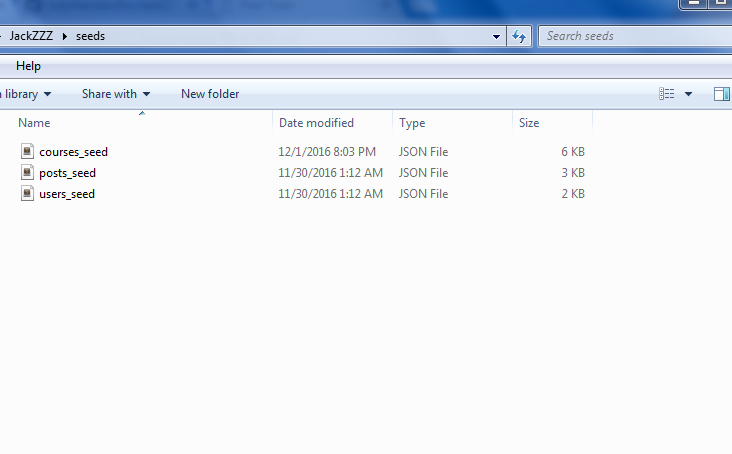 JackZZZ seeds Search seeds
Help
library Share with New folder
Name Date modified Type Size
courses_seed 12/1/2016 8:03 PM JSON File 6 KB
posts_seed 11/30/2016 1:12 AM JSON File 3 KB
users_seed 11/30/2016 1:12 AM JSON File 2 KB